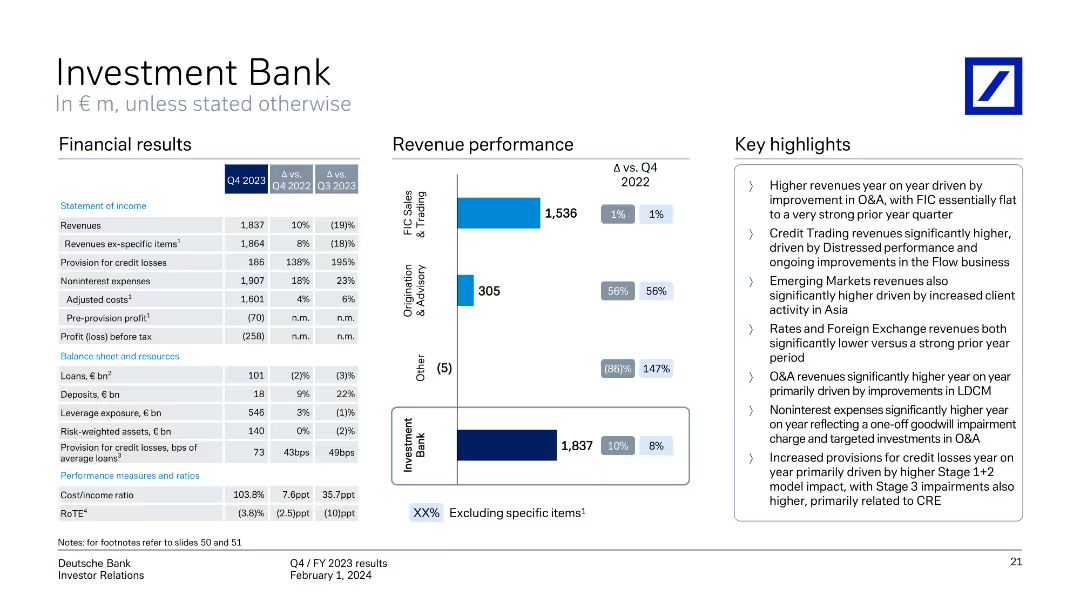 Investment Bank
In € m, unless stated otherwise
Financial results
Q4 2023
Δ vs.
Q4 2022
Δ vs.
Q3 2023
Statement of income
Revenues 1,837 10% (19)%
Revenues ex-specific items1 1,864 8% (18)%
Provision for credit losses 186 138% 195%
Noninterest expenses 1,907 18% 23%
Adjusted costs1 1,601 4% 6%
Pre-provision profit1 (70) n.m. n.m.
Profit (loss) before tax (258) n.m. n.m.
Balance sheet and resources
Loans, € bn2 101 (2)% (3)%
Deposits, € bn 18 9% 22%
Leverage exposure, € bn 546 3% (1)%
Risk-weighted assets, € bn 140 0% (2)%
Provision for credit losses, bps of
average loans3 73 43bps 49bps
Performance measures and ratios
Cost/income ratio 103.8% 7.6ppt 35.7ppt
RoTE4 (3.8)% (2.5)ppt (10)ppt
Revenue performance
Δ vs. Q4
2022
FIC Sales
& Trading
1,536 1% 1%
Origination
& Advisory
305 56% 56%
Other
(5) (86)% 147%
Investment
Bank
1,837 10% 8%
XX% Excluding specific items1
Key highlights
〉 Higher revenues year on year driven by
improvement in O&A, with FIC essentially flat
to a very strong prior year quarter
〉 Credit Trading revenues significantly higher,
driven by Distressed performance and
ongoing improvements in the Flow business
〉 Emerging Markets revenues also
significantly higher driven by increased client
activity in Asia
〉 Rates and Foreign Exchange revenues both
significantly lower versus a strong prior year
period
〉 O&A revenues significantly higher year on year
primarily driven by improvements in LDCM
〉 Noninterest expenses significantly higher year
on year reflecting a one-off goodwill impairment
charge and targeted investments in O&A
〉 Increased provisions for credit losses year on
year primarily driven by higher Stage 1+2
model impact, with Stage 3 impairments also
higher, primarily related to CRE
Notes: for footnotes refer to slides 50 and 51
Deutsche Bank
Investor Relations
Q4 / FY 2023 results
February 1, 2024
21